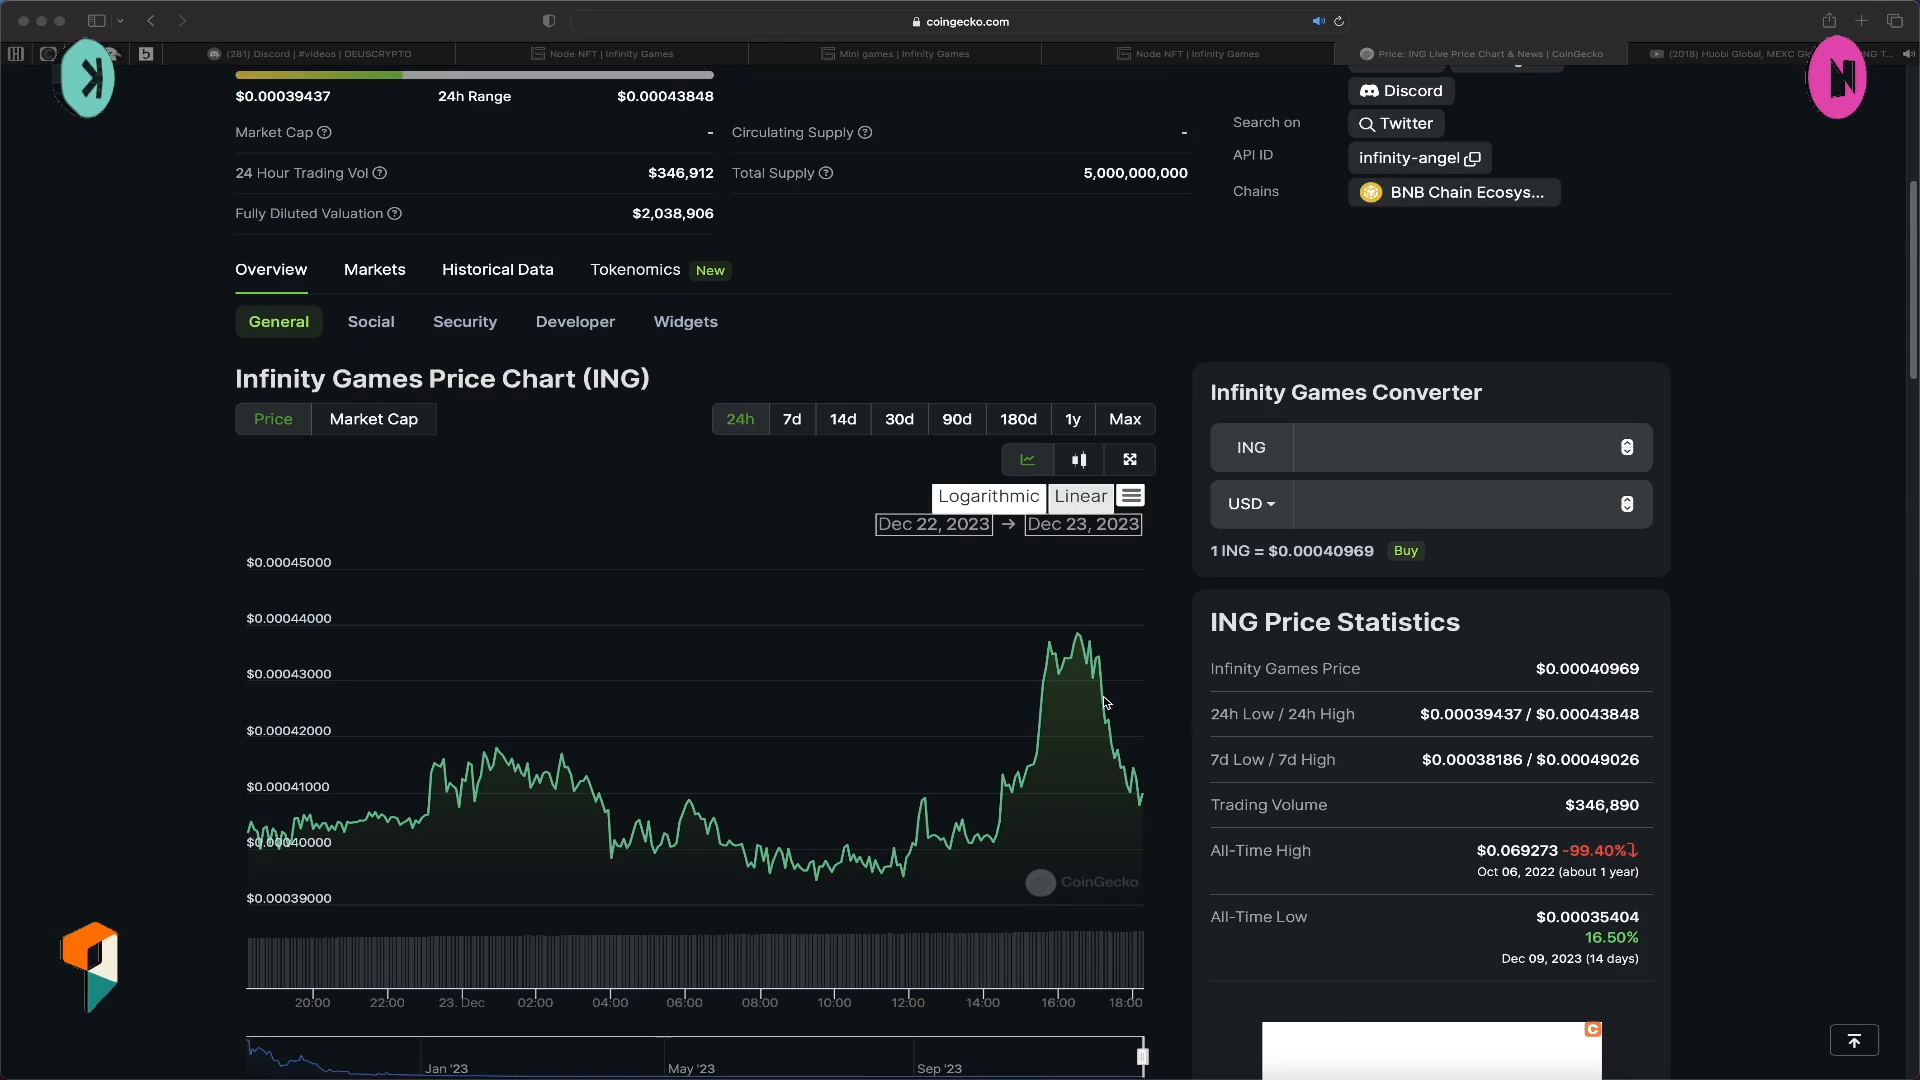 coingecko.com
(281) Discord | #videos | DEUSCRYPTO
Node NFT | Infinity Games
Mini games | Infinity Games
Node NFT | Infinity Games
Price: ING Live Price Chart & News | CoinGecko
(2018) Huobi Global, MEXC
$0.00039437 24h Range $0.00043848
Market Cap -
Circulating Supply -
24 Hour Trading Vol $346,912
Total Supply 5,000,000,000
Fully Diluted Valuation $2,038,906
Discord
Search on Twitter
API ID infinity-angel
Chains BNB Chain Ecosys...
Overview Markets Historical Data Tokenomics New
General Social Security Developer Widgets
Infinity Games Price Chart (ING)
Price Market Cap
24h 7d 14d 30d 90d 180d 1y Max
Logarithmic Linear
Dec 22, 2023 → Dec 23, 2023
$0.00045000
$0.00044000
$0.00043000
$0.00042000
$0.00041000
$0.00040000
$0.00039000
CoinGecko
20:00 22:00 23. Dec 02:00 04:00 06:00 08:00 10:00 12:00 14:00 16:00 18:00
Jan '23 May '23 Sep '23
Infinity Games Converter
ING
USD
1 ING = $0.00040969 Buy
ING Price Statistics
Infinity Games Price $0.00040969
24h Low / 24h High $0.00039437 / $0.00043848
7d Low / 7d High $0.00038186 / $0.00049026
Trading Volume $346,890
All-Time High $0.069273 -99.40%
Oct 06, 2022 (about 1 year)
All-Time Low $0.00035404
16.50%
Dec 09, 2023 (14 days)